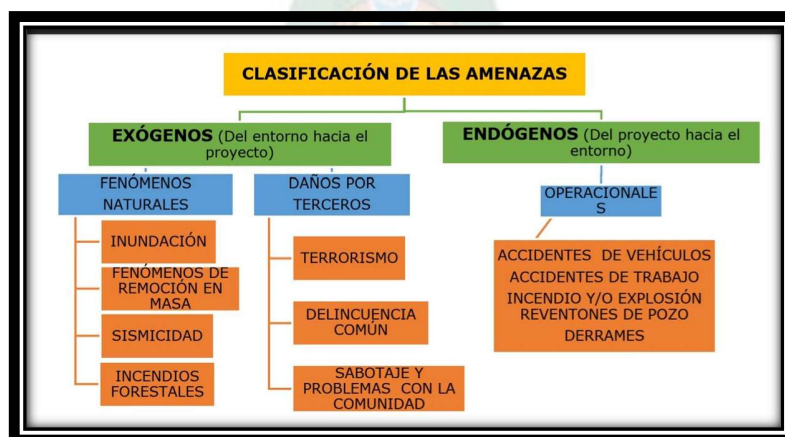 CLASIFICACIÓN DE LAS AMENAZAS
EXÓGENOS (Del entorno hacia el
proyecto)
ENDÓGENOS (Del proyecto hacia el
entorno)
FENÓMENOS
NATURALES
DAÑOS POR
TERCEROS
OPERACIONALE
S
INUNDACIÓN
FENÓMENOS DE
REMOCIÓN EN
MASA
SISMICIDAD
INCENDIOS
FORESTALES
TERRORISMO
DELINCUENCIA
COMÚN
SABOTAJE Y
PROBLEMAS CON LA
COMUNIDAD
ACCIDENTES DE VEHÍCULOS
ACCIDENTES DE TRABAJO
INCENDIO Y/O EXPLOSIÓN
REVENTONES DE POZO
DERRAMES